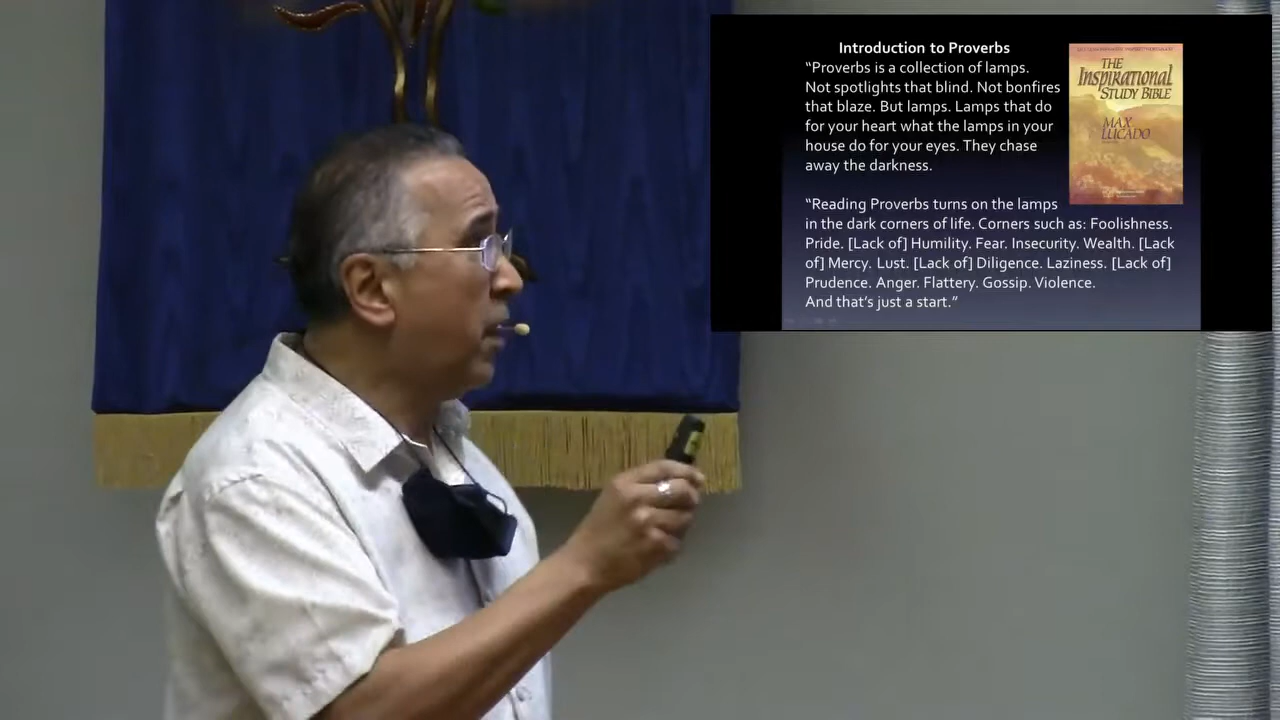 Introduction to Proverbs
“Proverbs is a collection of lamps.
Not spotlights that blind. Not bonfires
that blaze. But lamps. Lamps that do
for your heart what the lamps in your
house do for your eyes. They chase
away the darkness.
“Reading Proverbs turns on the lamps
in the dark corners of life. Corners such as: Foolishness.
Pride. [Lack of] Humility. Fear. Insecurity. Wealth. [Lack
of] Mercy. Lust. [Lack of] Diligence. Laziness. [Lack of]
Prudence. Anger. Flattery. Gossip. Violence.
And that’s just a start.”
THE
Inspirational
STUDY BIBLE
MAX
LUCADO